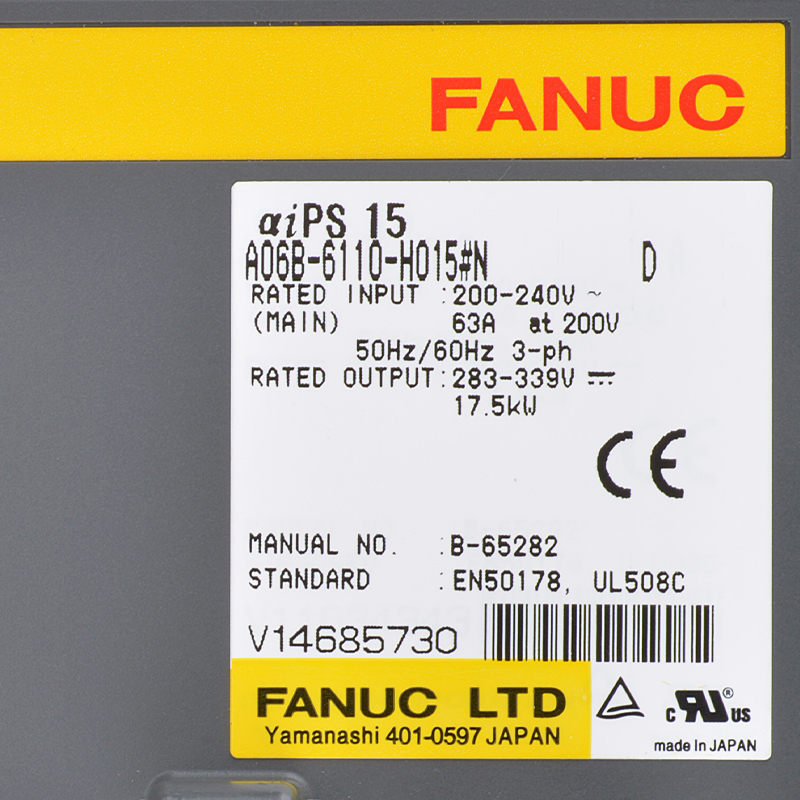 FANUC
αiPS 15
A06B-6110-H015#N D
RATED INPUT : 200-240V ~
(MAIN) 63A at 200V
50Hz/60Hz 3-ph
RATED OUTPUT: 283-339V ⎓
17.5kW
CE
MANUAL NO. : B-65282
STANDARD : EN50178, UL508C
V14685730
FANUC LTD
Yamanashi 401-0597 JAPAN
c RU® US
made In JAPAN